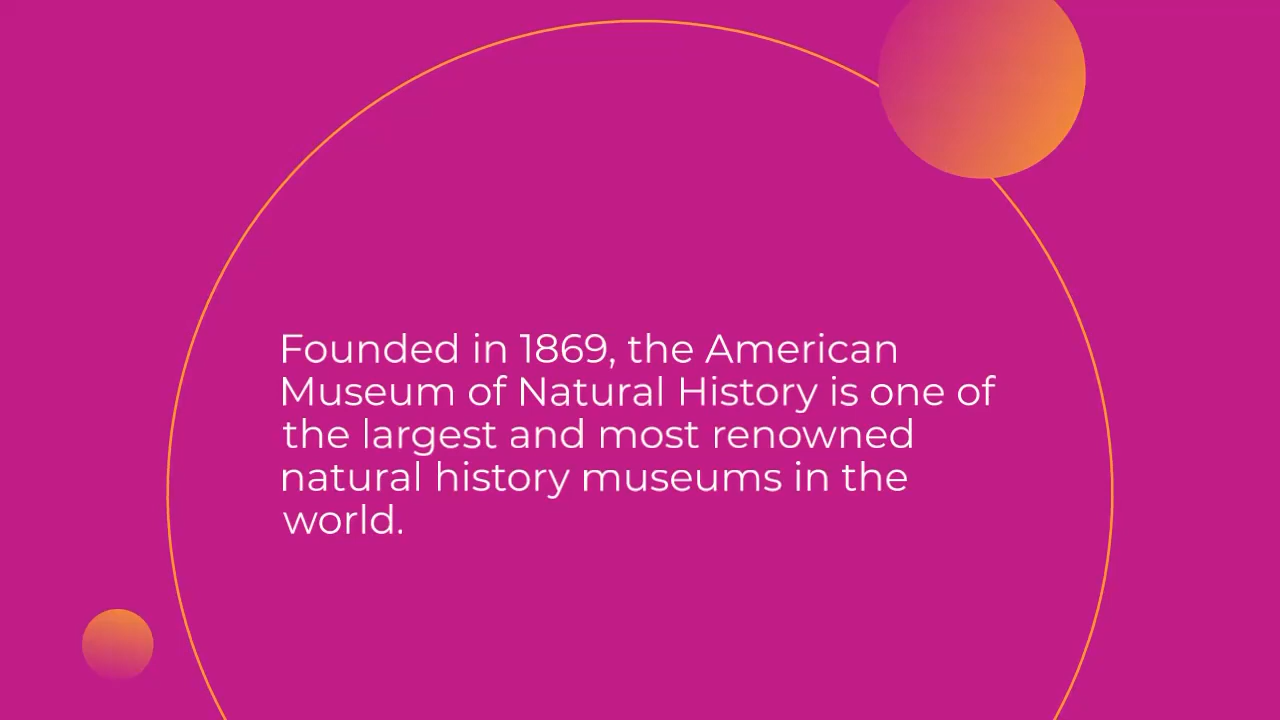 Founded in 1869, the American
Museum of Natural History is one of
the largest and most renowned
natural history museums in the
world.